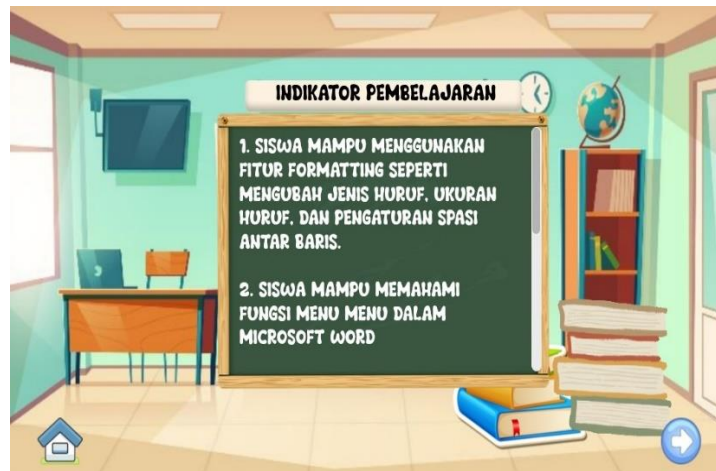 INDIKATOR PEMBELAJARAN
1. SISWA MAMPU MENGGUNAKAN
FITUR FORMATTING SEPERTI
MENGUBAH JENIS HURUF, UKURAN
HURUF, DAN PENGATURAN SPASI
ANTAR BARIS.
2. SISWA MAMPU MEMAHAMI
FUNGSI MENU MENU DALAM
MICROSOFT WORD